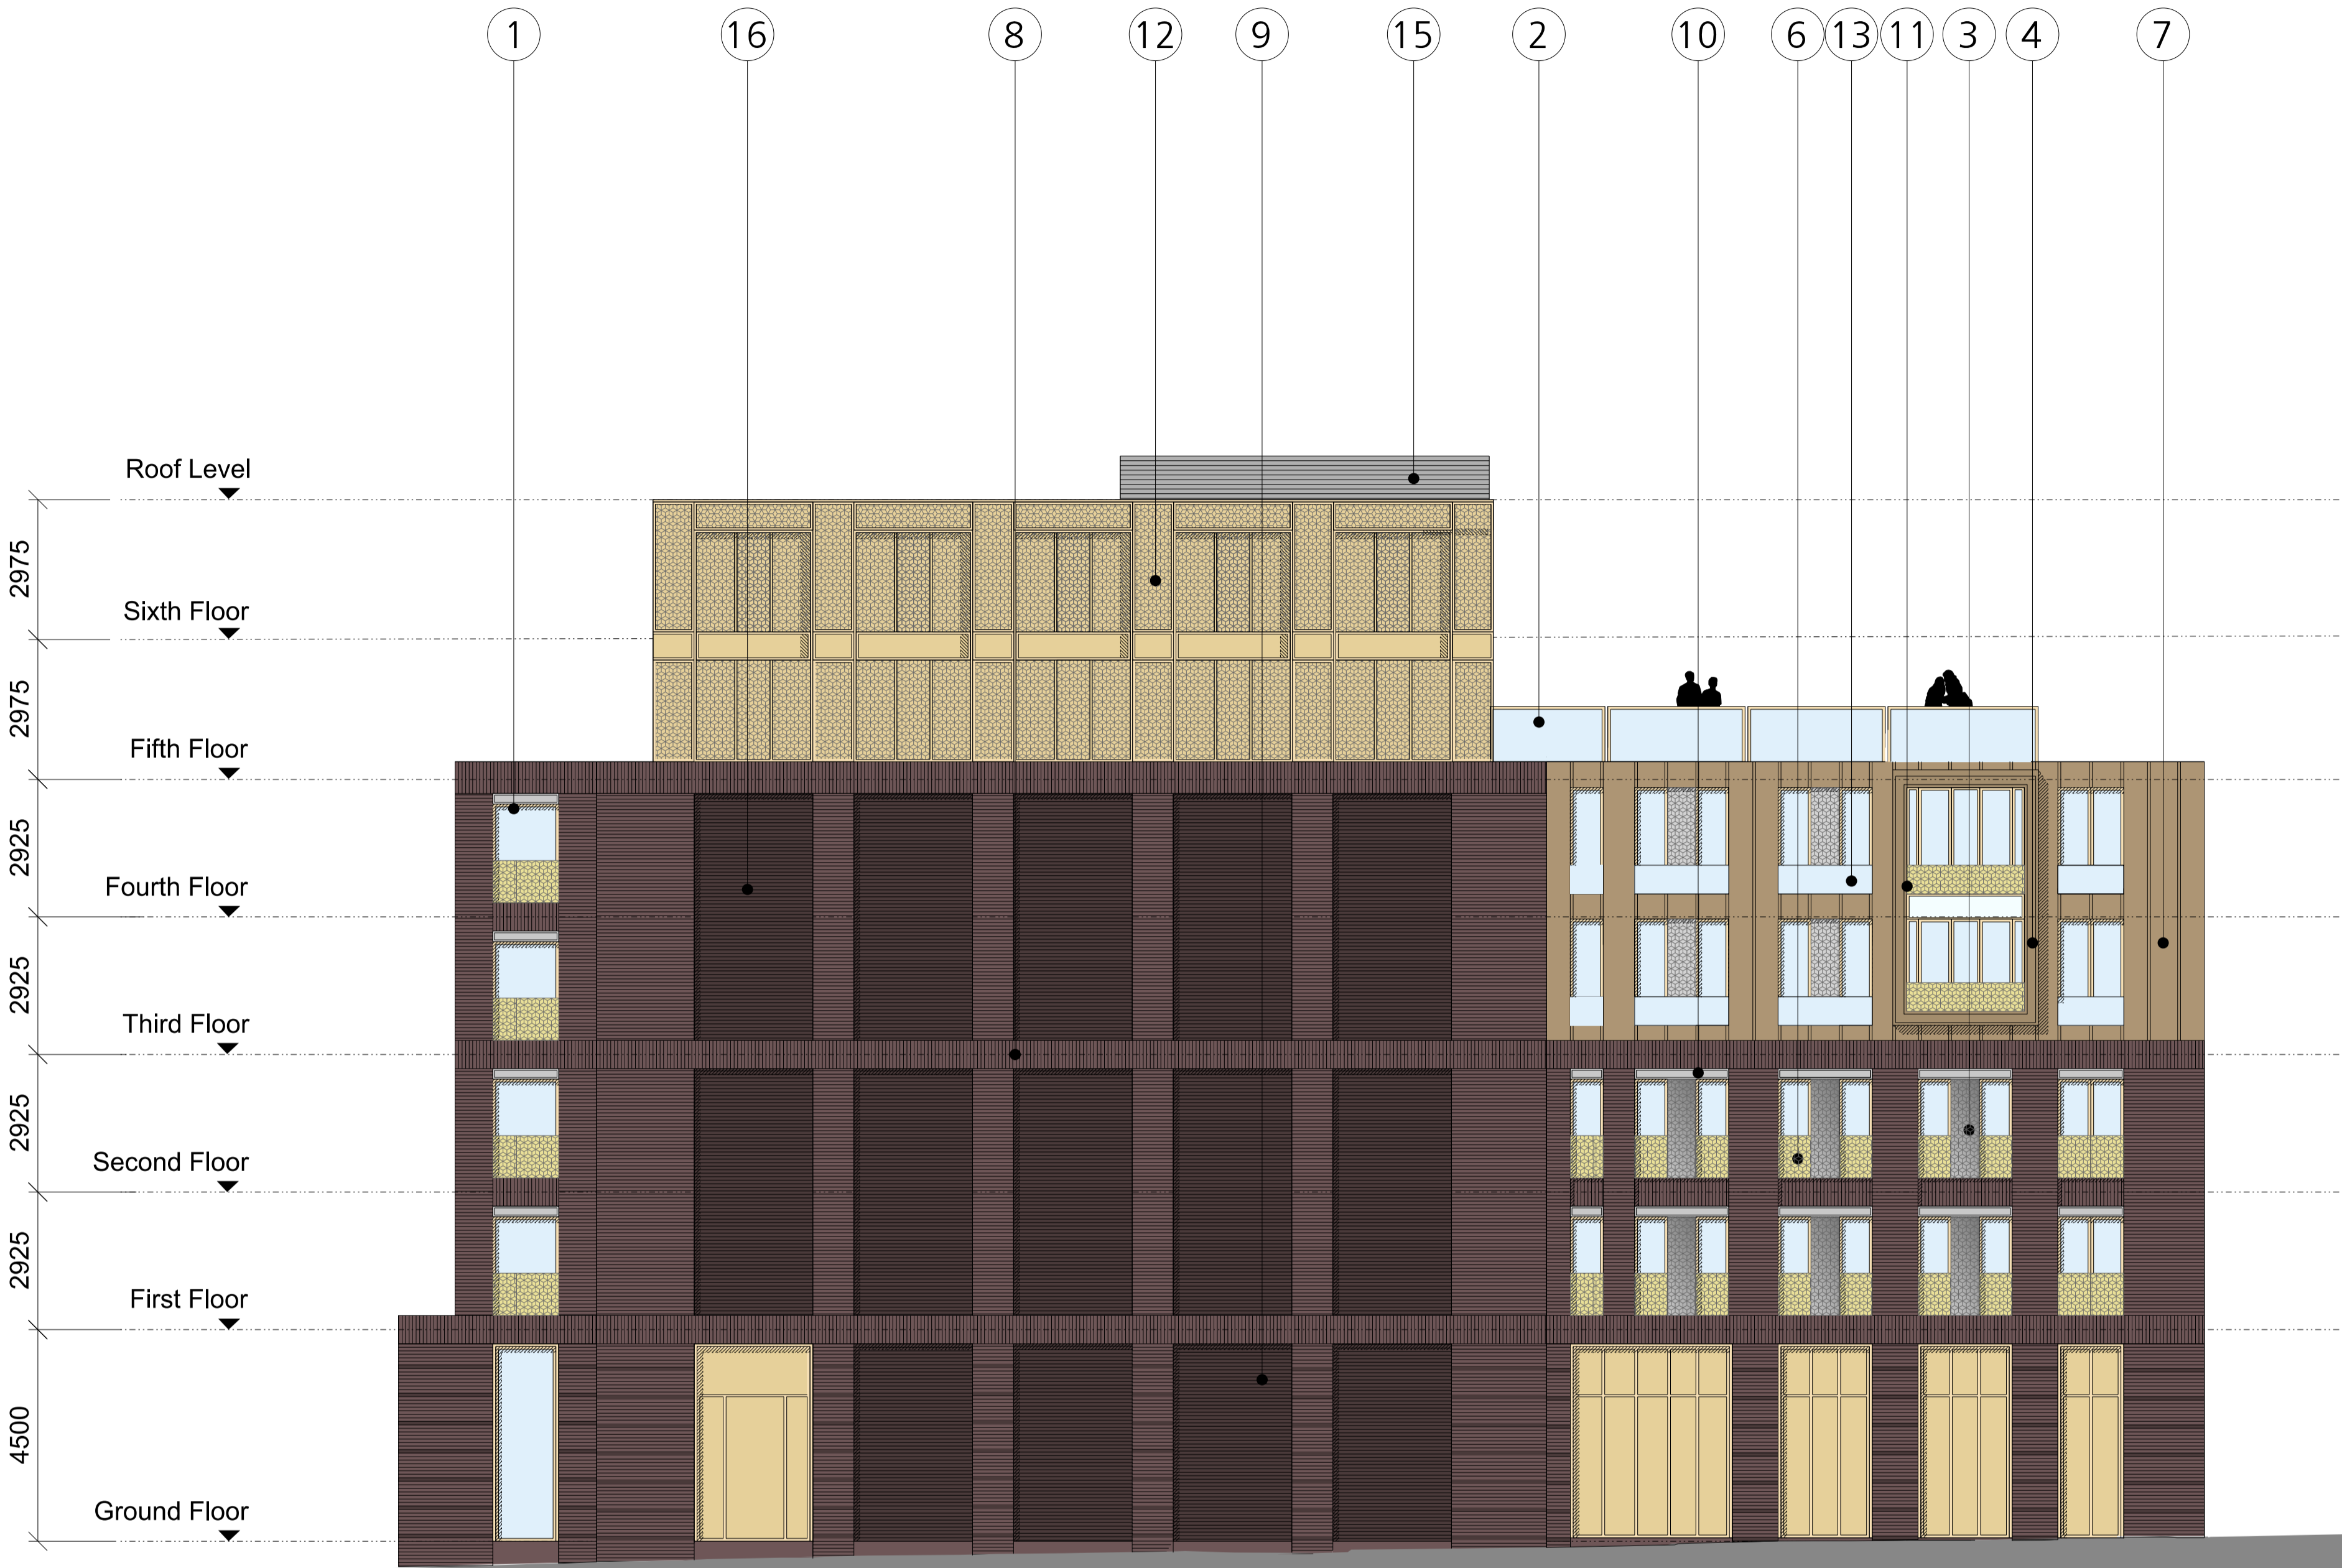 1 16 8 12 9 15 2 10 6 13 11 3 4 7
Roof Level
2975
Sixth Floor
2975
Fifth Floor
2925
Fourth Floor
2925
Third Floor
2925
Second Floor
2925
First Floor
4500
Ground Floor